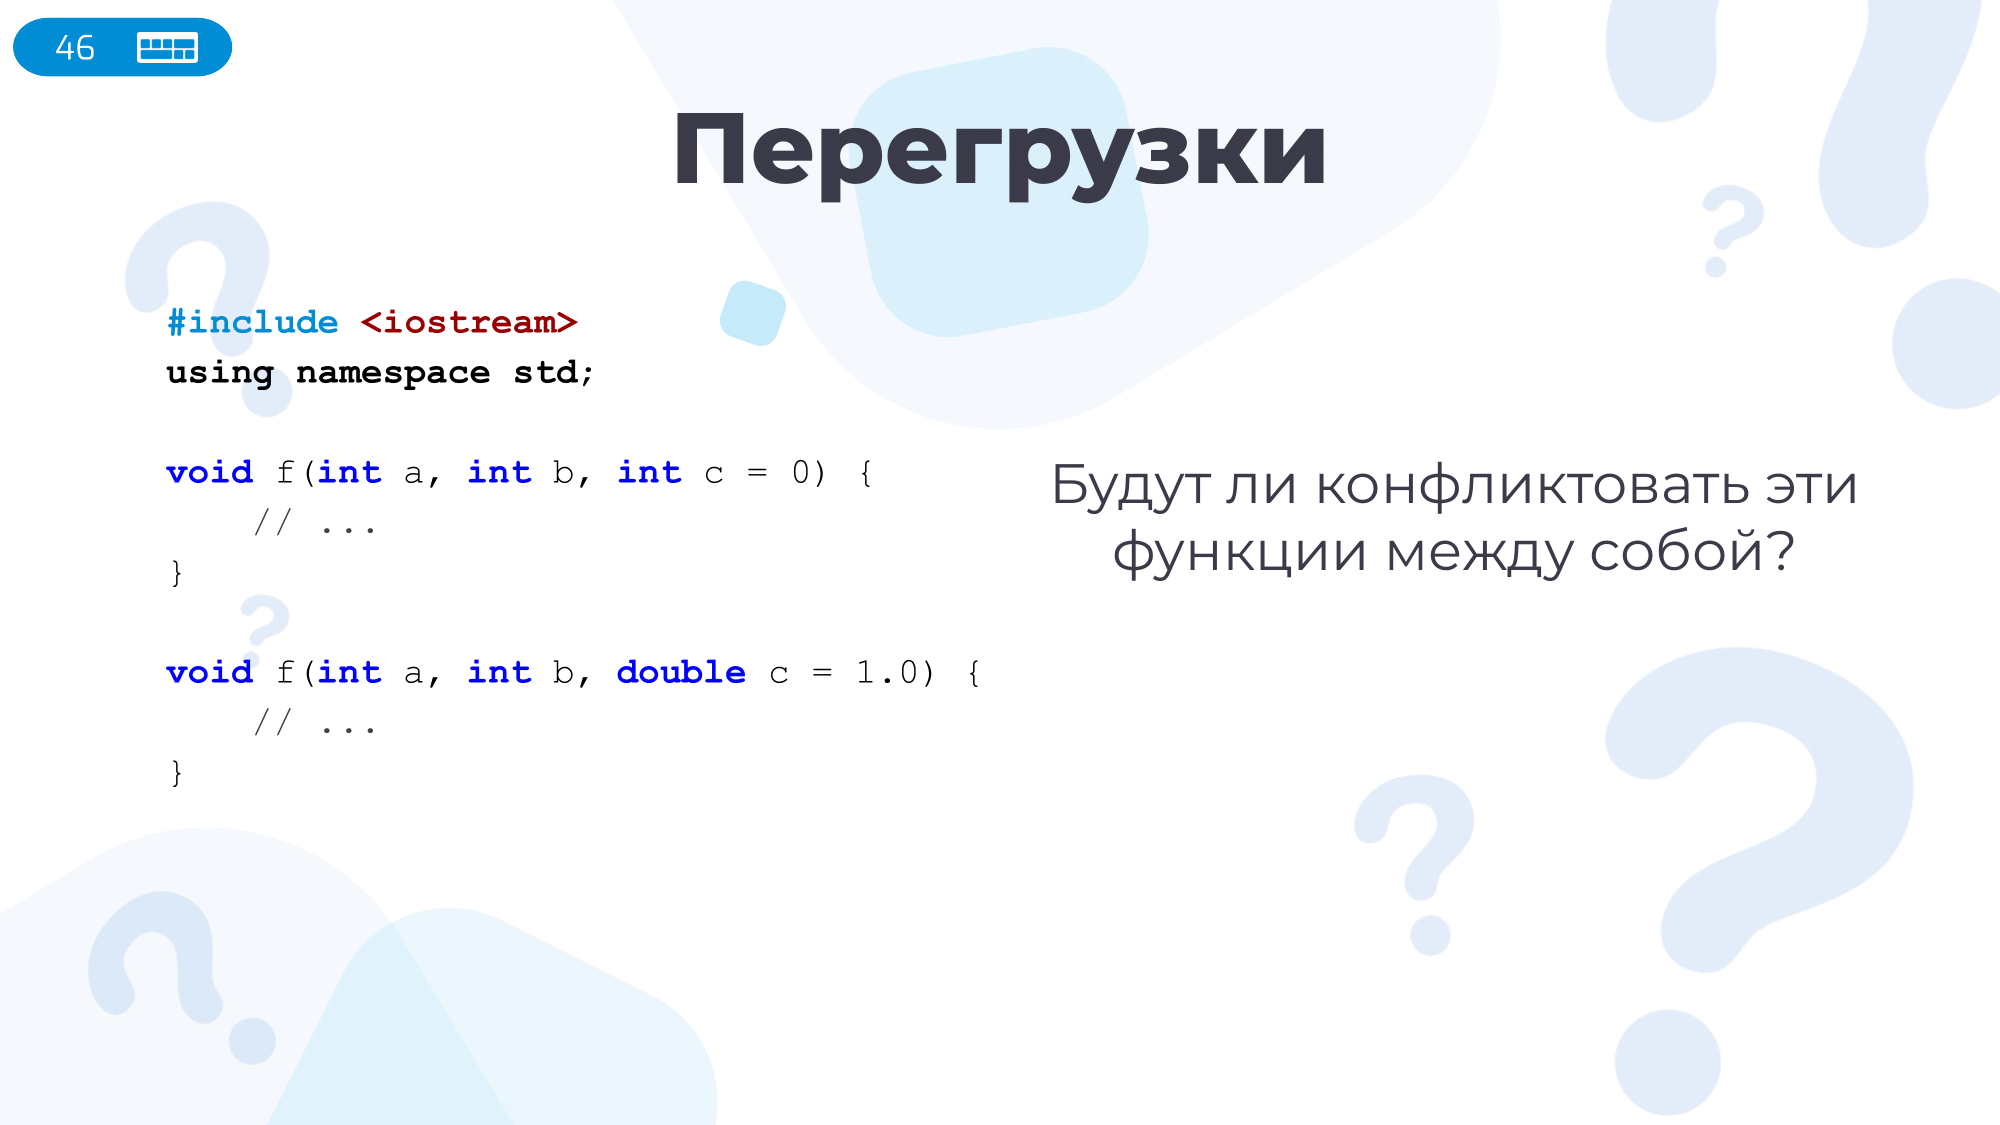 46
Перегрузки
#include <iostream>
using namespace std;
void f(int a, int b, int c = 0) {
    // ...
}
void f(int a, int b, double c = 1.0) {
    // ...
}
Будут ли конфликтовать эти
функции между собой?